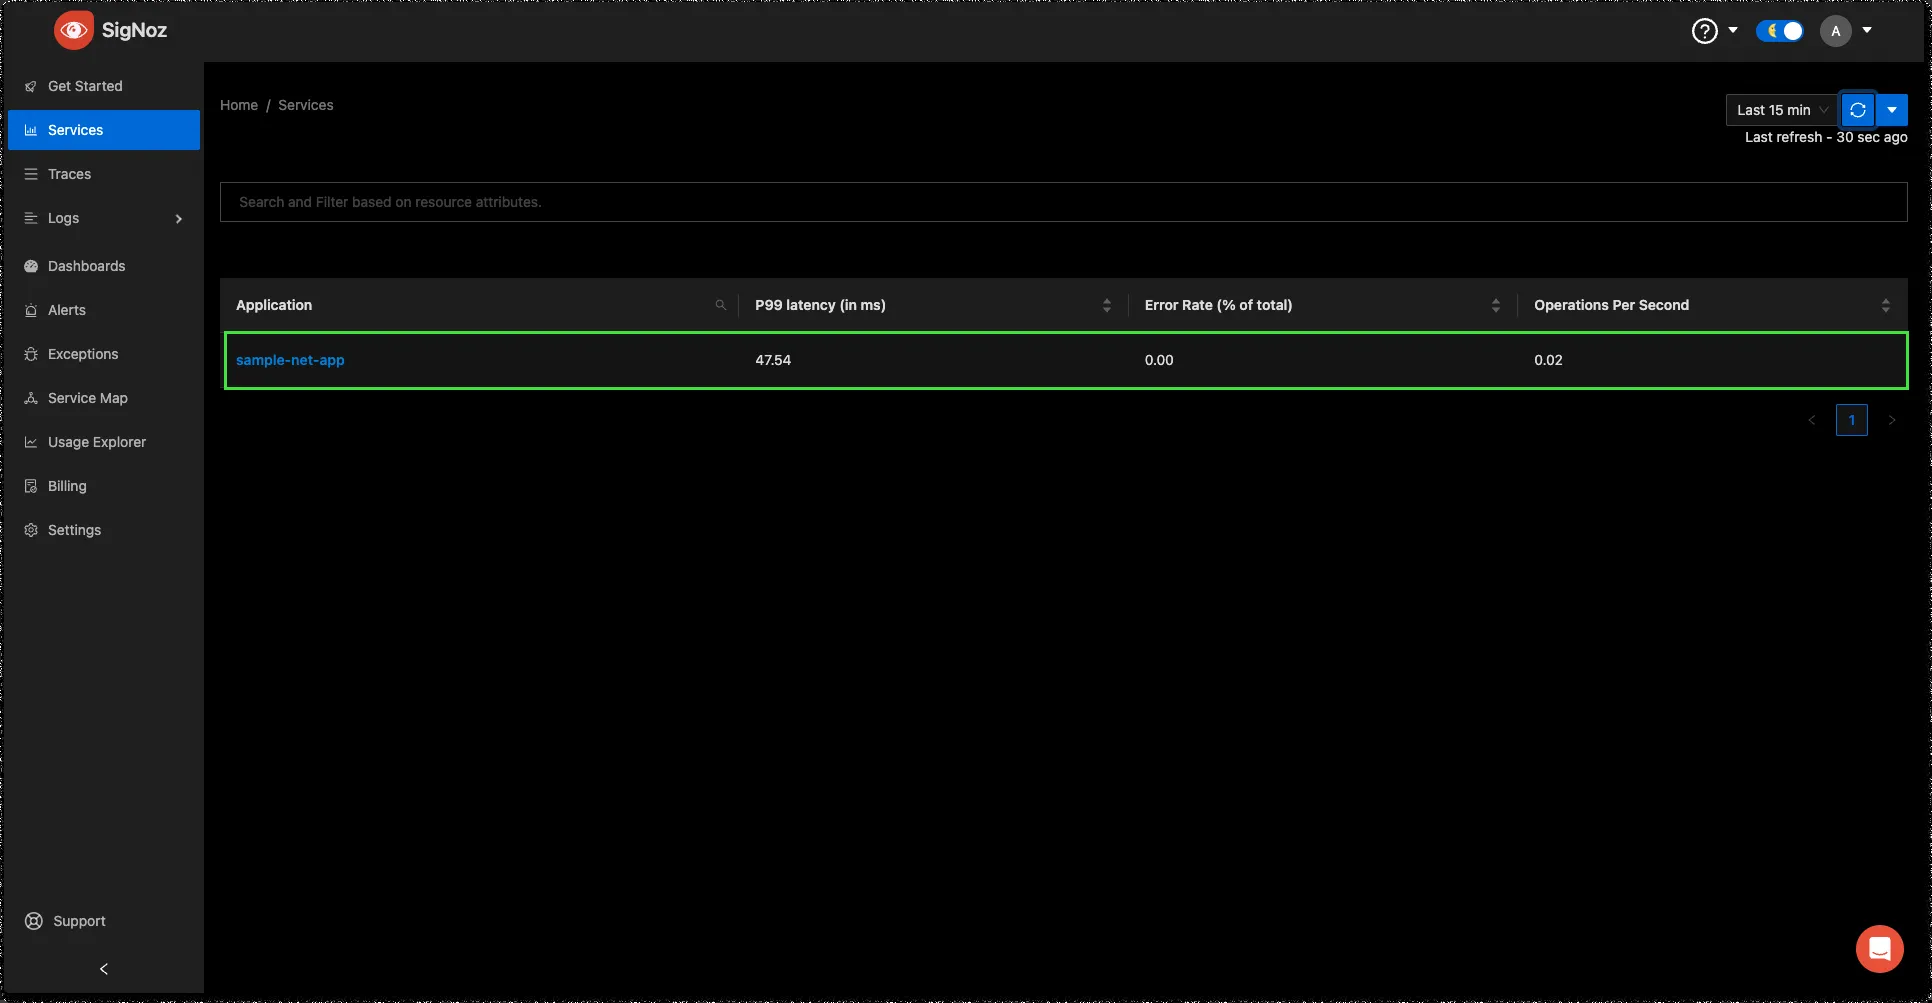 SigNoz
A
Get Started
Services
Traces
Logs
Dashboards
Alerts
Exceptions
Service Map
Usage Explorer
Billing
Settings
Support
Home / Services
Last 15 min
Last refresh - 30 sec ago
Search and Filter based on resource attributes.
Application P99 latency (in ms) Error Rate (% of total) Operations Per Second
sample-net-app 47.54 0.00 0.02
1